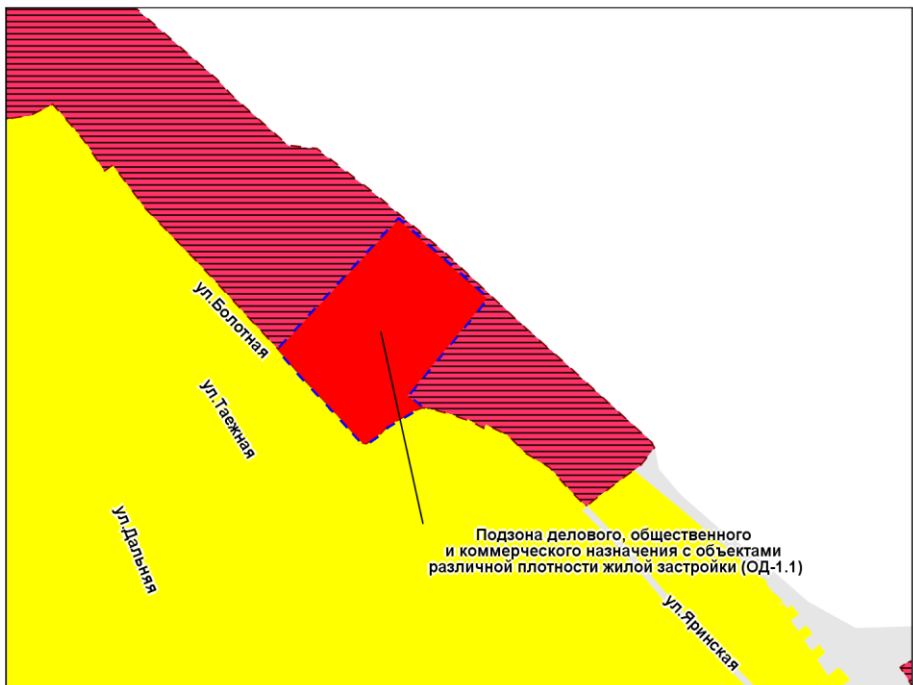 ул.Болотная
ул.Таежная
ул.Дальняя
Подзона делового, общественного
и коммерческого назначения с объектами
различной плотности жилой застройки (ОД-1.1)
ул.Яринская